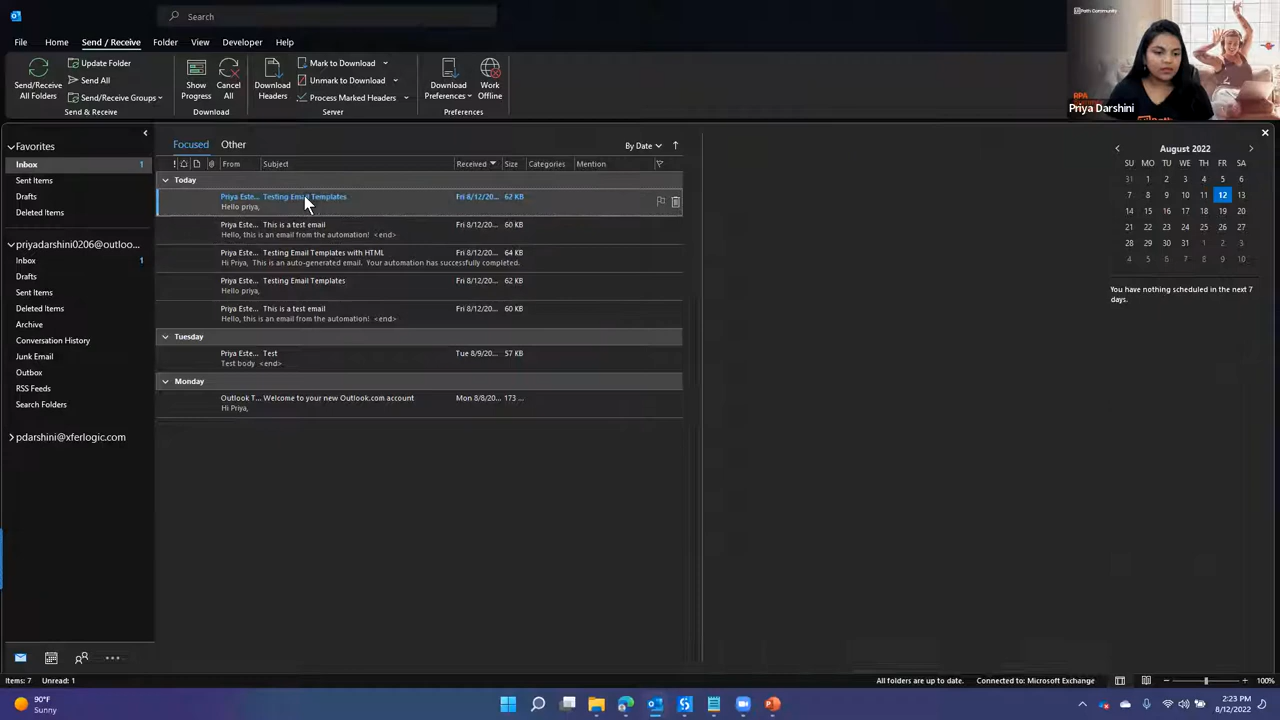 Search
Path Community
Priya Darshini
RPA
File Home Send / Receive Folder View Developer Help
Send/Receive All Folders
Update Folder
Send All
Send/Receive Groups
Send & Receive
Show Progress
Cancel All
Download
Download Headers
Mark to Download
Unmark to Download
Process Marked Headers
Server
Download Preferences
Work Offline
Preferences
Favorites
Inbox 1
Sent Items
Drafts
Deleted Items
priyadarshini0206@outloo...
Inbox 1
Drafts
Sent Items
Deleted Items
Archive
Conversation History
Junk Email
Outbox
RSS Feeds
Search Folders
pdarshini@xferlogic.com
Focused Other
By Date
From Subject Received Size Categories Mention
Today
Priya Este... Testing Email Templates Fri 8/12/20... 62 KB
Hello priya,
Priya Este... This is a test email Fri 8/12/20... 60 KB
Hello, this is an email from the automation! <end>
Priya Este... Testing Email Templates with HTML Fri 8/12/20... 64 KB
Hi Priya, This is an auto-generated email. Your automation has successfully completed.
Priya Este... Testing Email Templates Fri 8/12/20... 62 KB
Hello priya,
Priya Este... This is a test email Fri 8/12/20... 60 KB
Hello, this is an email from the automation! <end>
Tuesday
Priya Este... Test Tue 8/9/20... 57 KB
Test body <end>
Monday
Outlook T... Welcome to your new Outlook.com account Mon 8/8/20... 173 ...
Hi Priya,
August 2022
SU MO TU WE TH FR SA
31 1 2 3 4 5 6
7 8 9 10 11 12 13
14 15 16 17 18 19 20
21 22 23 24 25 26 27
28 29 30 31 1 2 3
4 5 6 7 8 9 10
You have nothing scheduled in the next 7
days.
Items: 7 Unread: 1
All folders are up to date. Connected to: Microsoft Exchange 100%
90°F
Sunny
2:23 PM
8/12/2022